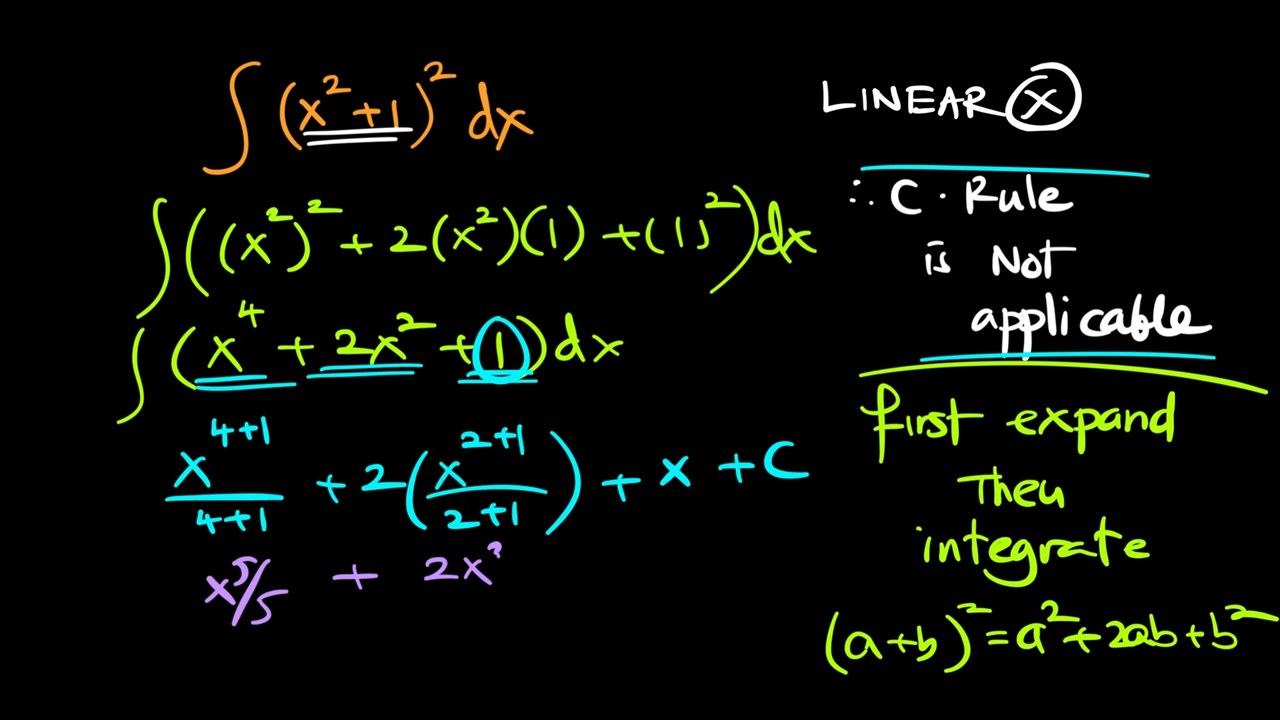 ∫ (x² + 1)² dx
∫ ((x²)² + 2(x²)(1) + (1)²) dx
∫ (x⁴ + 2x² + 1) dx
x⁴⁺¹/4+1 + 2(x²⁺¹/2+1) + x + C
x⁵/5 + 2x³
LINEAR ⓧ
∴ C. Rule
is Not
applicable
first expand
Then
integrate
(a+b)² = a² + 2ab + b²